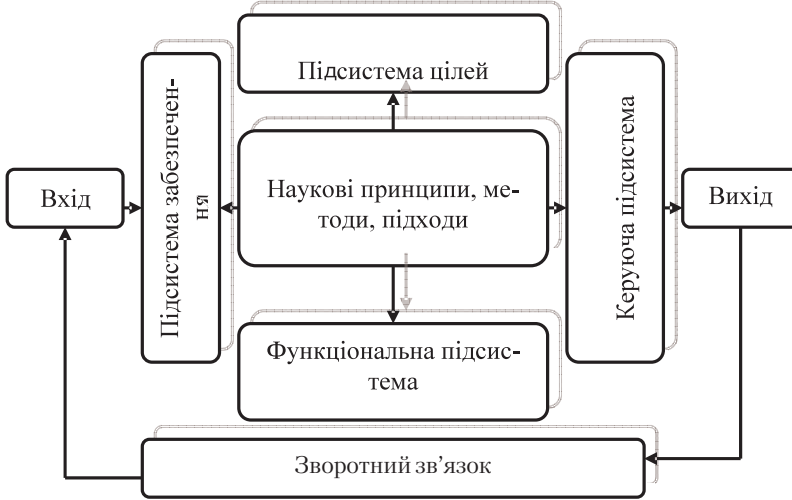 Підсистема цілей
Вхід
Підсистема забезпечен-
ня
Наукові принципи, ме-
тоди, підходи
Керуюча підсистема
Вихід
Функціональна підсис-
тема
Зворотний зв’язок